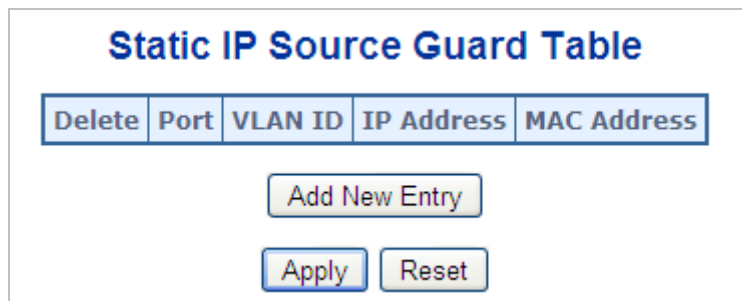 Static IP Source Guard Table
Delete Port VLAN ID IP Address MAC Address
Add New Entry
Apply Reset